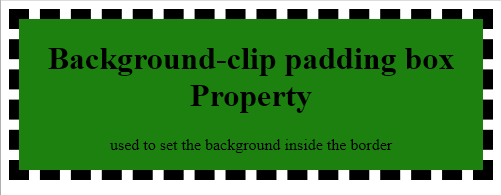 Background-clip padding box
Property
used to set the background inside the border